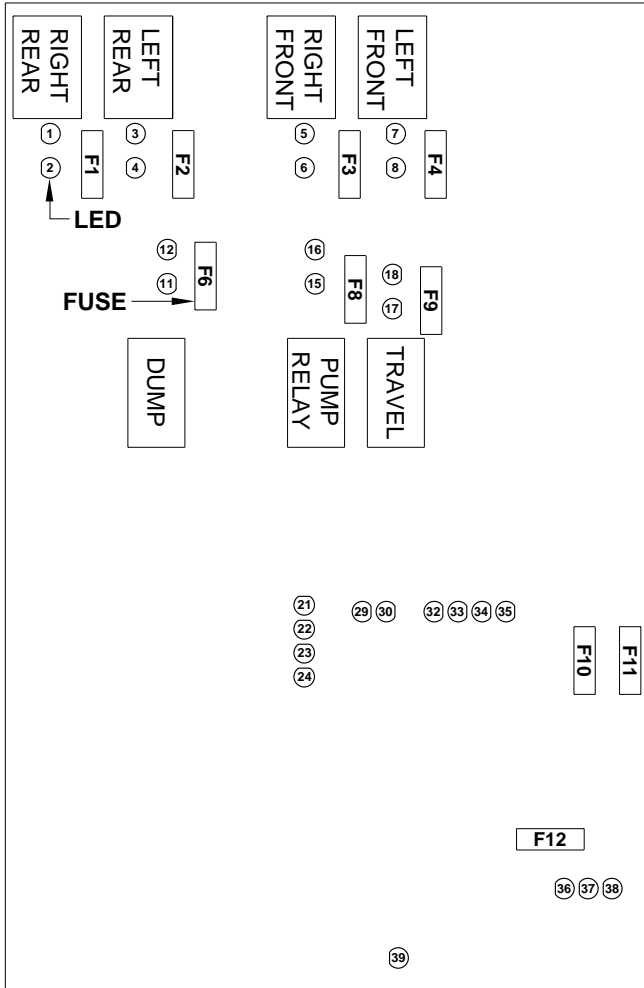 RIGHT
REAR
LEFT
REAR
RIGHT
FRONT
LEFT
FRONT
1
3
5
7
F1
F2
F3
F4
2
4
6
8
LED
12
16
18
F6
F8
F9
11
15
17
FUSE
DUMP
PUMP
RELAY
TRAVEL
21
29 30
32 33 34 35
22
23
24
F10
F11
F12
36 37 38
39